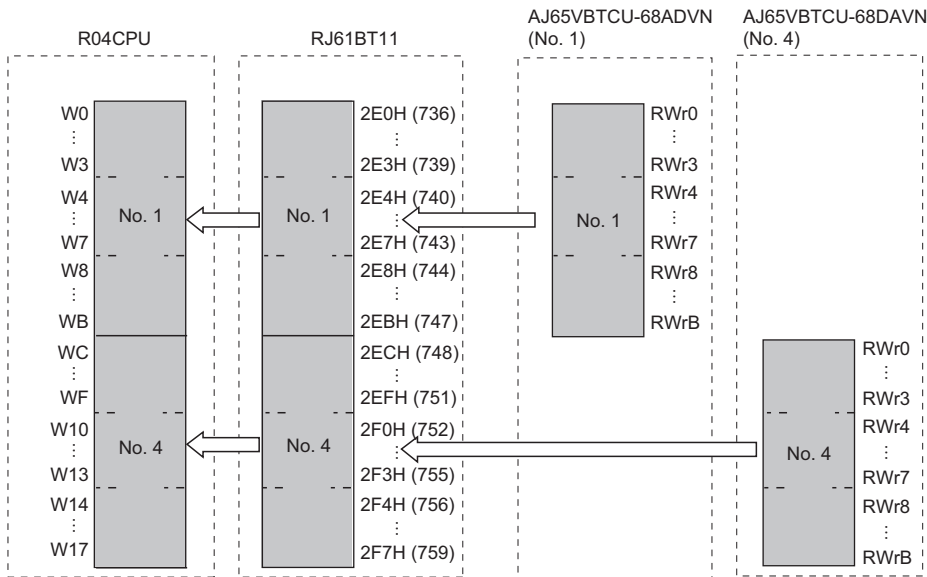 R04CPU
RJ61BT11
AJ65VBTCU-68ADVN
(No. 1)
AJ65VBTCU-68DAVN
(No. 4)
W0
⋮
W3
W4
⋮
W7
W8
⋮
WB
WC
⋮
WF
W10
⋮
W13
W14
⋮
W17
No. 1
No. 4
No. 1
No. 4
2E0H (736)
⋮
2E3H (739)
2E4H (740)
⋮
2E7H (743)
2E8H (744)
⋮
2EBH (747)
2ECH (748)
⋮
2EFH (751)
2F0H (752)
⋮
2F3H (755)
2F4H (756)
⋮
2F7H (759)
No. 1
RWr0
⋮
RWr3
RWr4
⋮
RWr7
RWr8
⋮
RWrB
No. 4
RWr0
⋮
RWr3
RWr4
⋮
RWr7
RWr8
⋮
RWrB